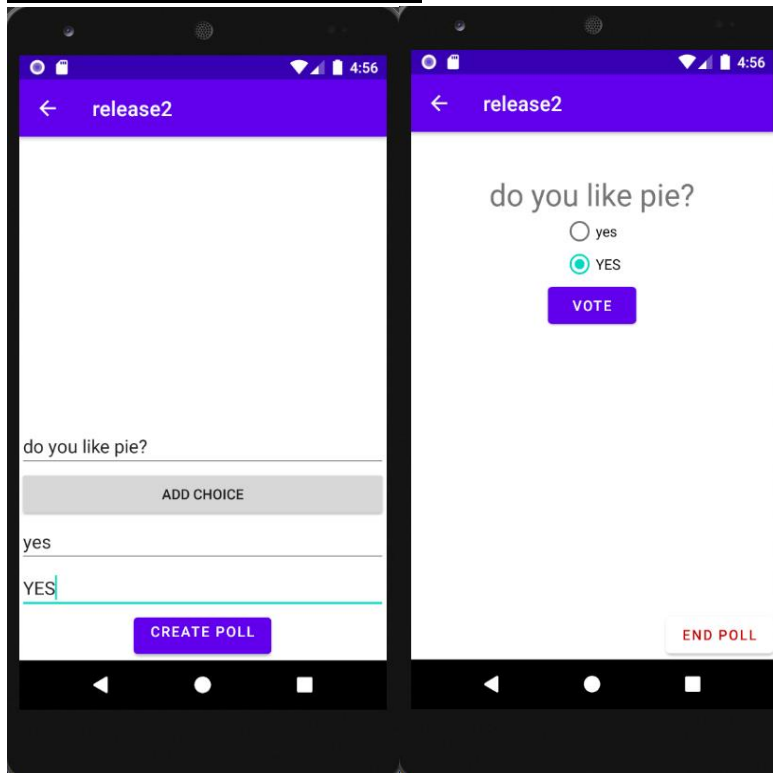 4:56
release2
do you like pie?
ADD CHOICE
yes
YES
CREATE POLL
4:56
release2
do you like pie?
yes
YES
VOTE
END POLL